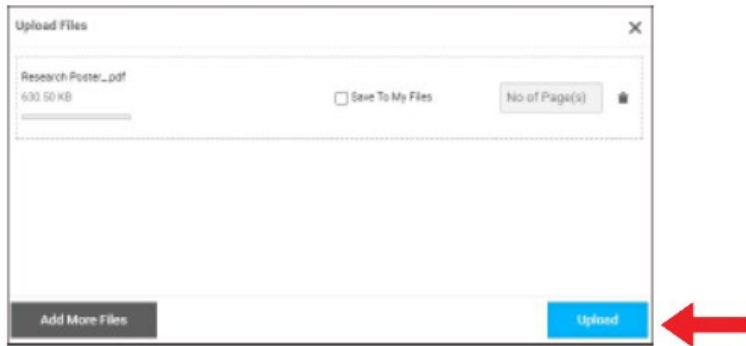 Upload Files
Research Poster_.pdf
630.50 KB
Save To My Files
No of Page(s)
Add More Files
Upload